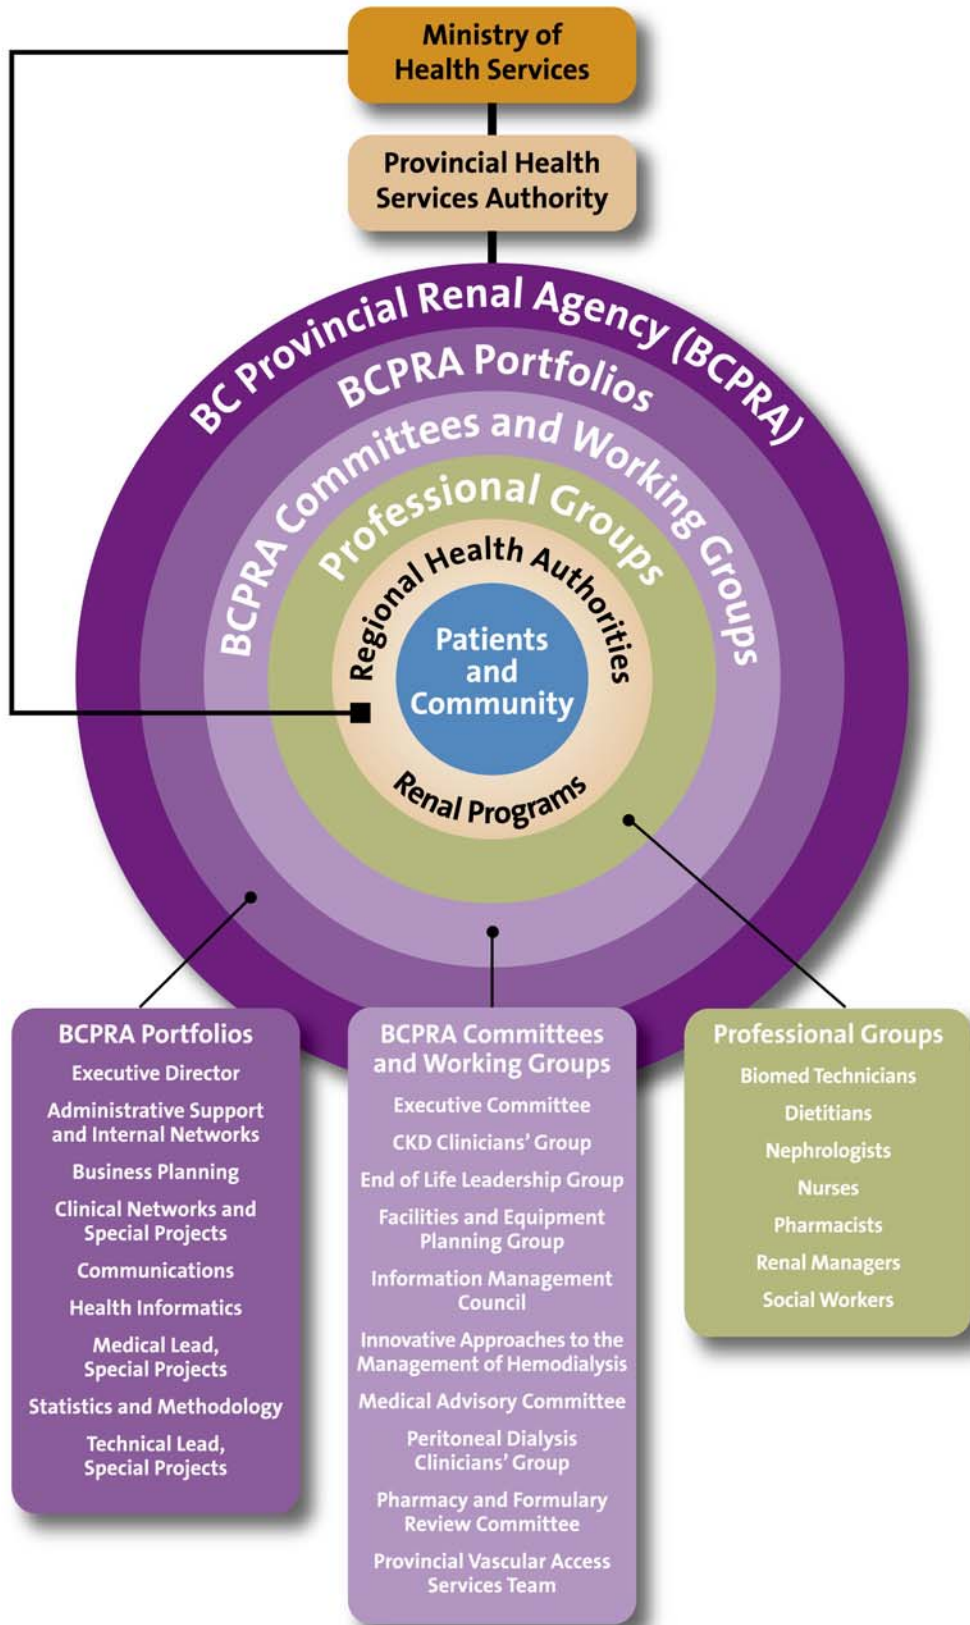 Ministry of
Health Services
Provincial Health
Services Authority
BC Provincial Renal Agency (BCPRA)
BCPRA Portfolios
BCPRA Committees and Working Groups
Professional Groups
Regional Health Authorities
Patients
and
Community
Renal Programs
BCPRA Portfolios
Executive Director
Administrative Support
and Internal Networks
Business Planning
Clinical Networks and
Special Projects
Communications
Health Informatics
Medical Lead,
Special Projects
Statistics and Methodology
Technical Lead,
Special Projects
BCPRA Committees
and Working Groups
Executive Committee
CKD Clinicians' Group
End of Life Leadership Group
Facilities and Equipment
Planning Group
Information Management
Council
Innovative Approaches to the
Management of Hemodialysis
Medical Advisory Committee
Peritoneal Dialysis
Clinicians' Group
Pharmacy and Formulary
Review Committee
Provincial Vascular Access
Services Team
Professional Groups
Biomed Technicians
Dietitians
Nephrologists
Nurses
Pharmacists
Renal Managers
Social Workers